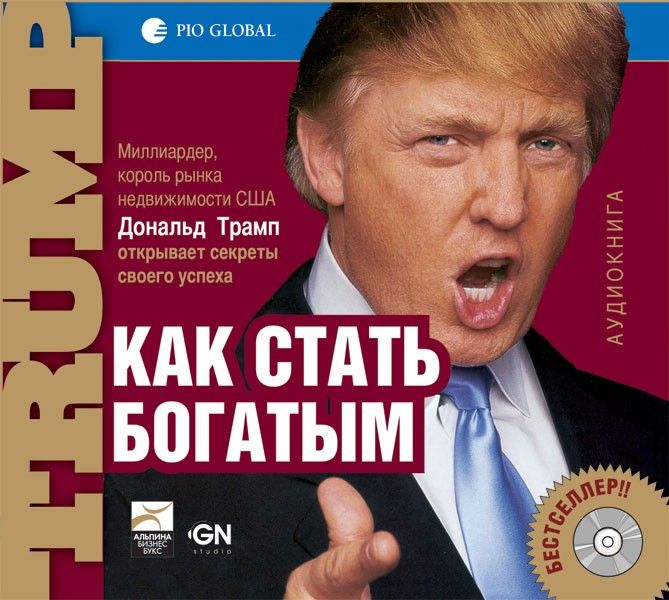 TRUMP
PIO GLOBAL
Миллиардер,
король рынка
недвижимости США
Дональд Трамп
открывает секреты
своего успеха
АУДИОКНИГА
КАК СТАТЬ
БОГАТЫМ
АЛЬПИНА
БИЗНЕС
БУКС
GN
studio
БЕСТСЕЛЛЕР!!